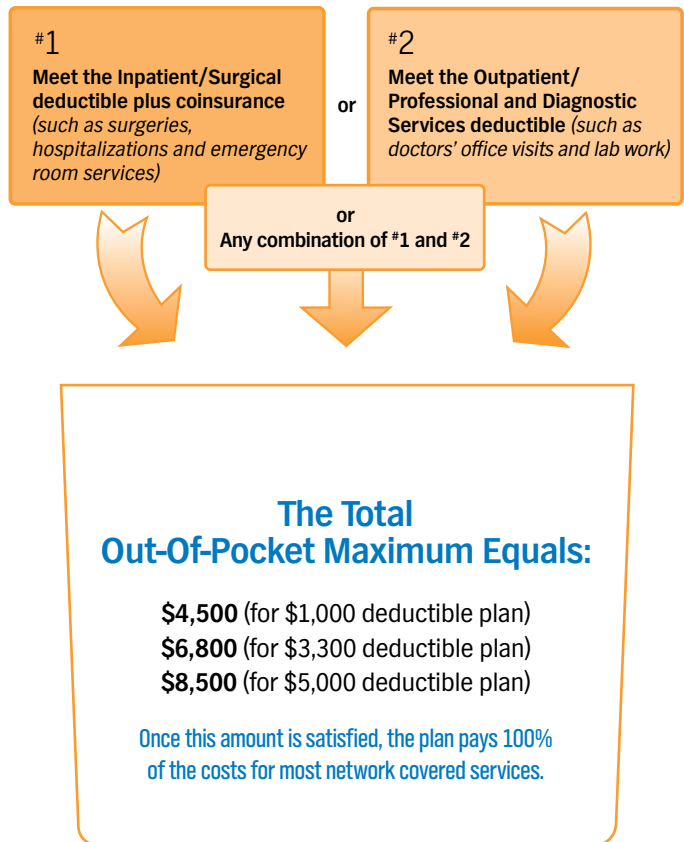 #1
Meet the Inpatient/Surgical
deductible plus coinsurance
(such as surgeries,
hospitalizations and emergency
room services)
or
#2
Meet the Outpatient/
Professional and Diagnostic
Services deductible (such as
doctors' office visits and lab work)
or
Any combination of #1 and #2
The Total
Out-Of-Pocket Maximum Equals:
$4,500 (for $1,000 deductible plan)
$6,800 (for $3,300 deductible plan)
$8,500 (for $5,000 deductible plan)
Once this amount is satisfied, the plan pays 100%
of the costs for most network covered services.